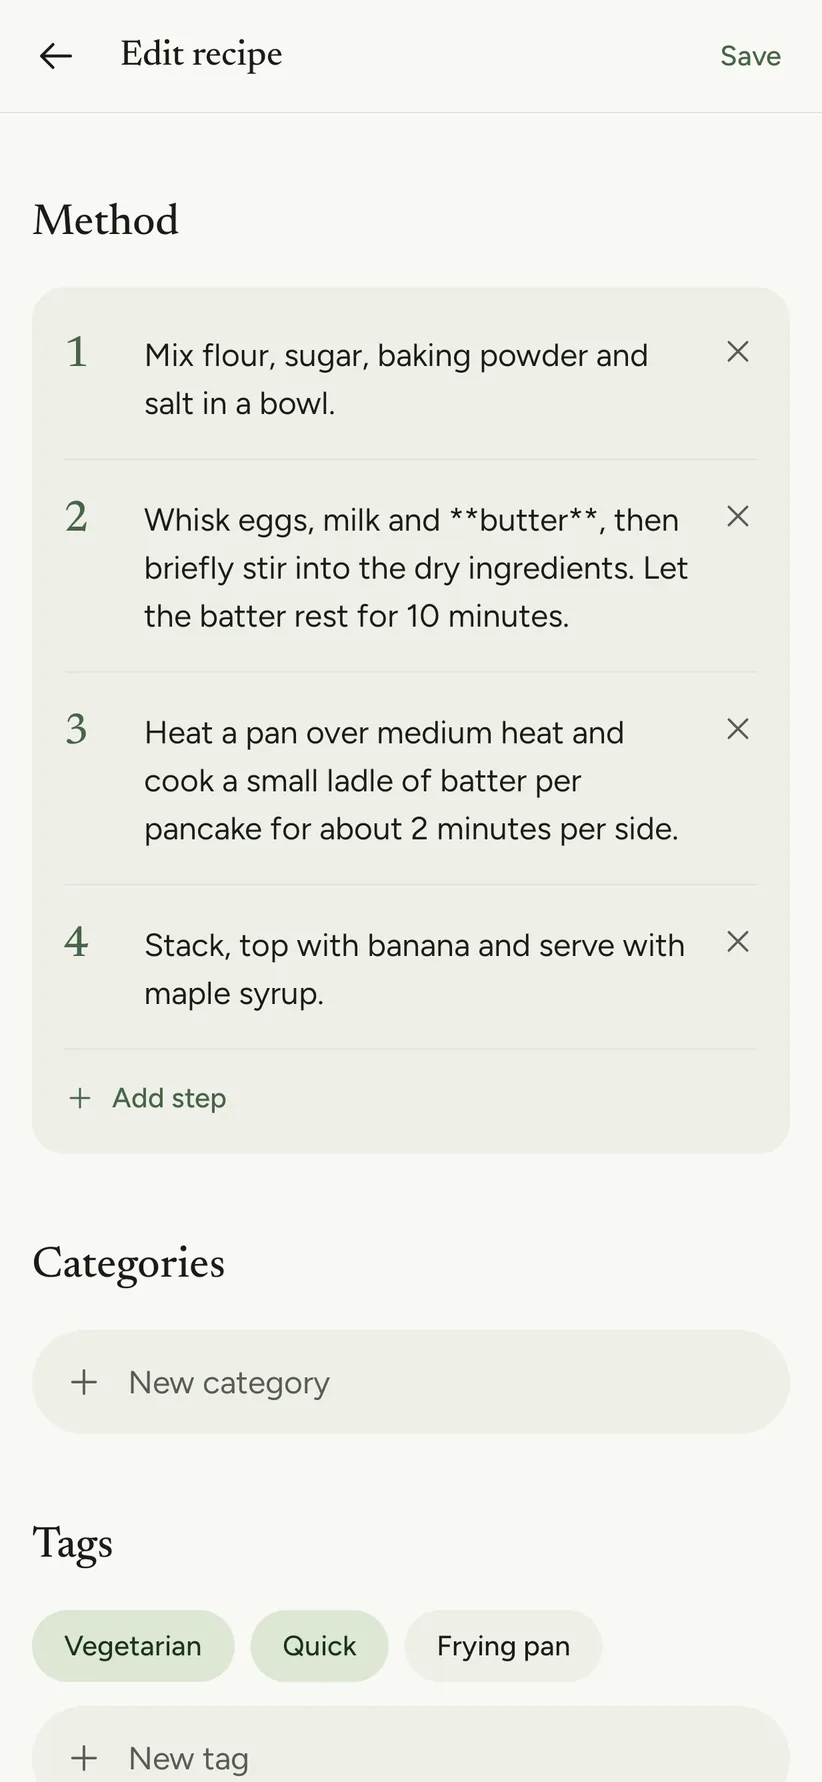 Edit recipe
Save
Method
1
Mix flour, sugar, baking powder and
salt in a bowl.
2
Whisk eggs, milk and **butter**, then
briefly stir into the dry ingredients. Let
the batter rest for 10 minutes.
3
Heat a pan over medium heat and
cook a small ladle of batter per
pancake for about 2 minutes per side.
4
Stack, top with banana and serve with
maple syrup.
+ Add step
Categories
+ New category
Tags
Vegetarian
Quick
Frying pan
+ New tag